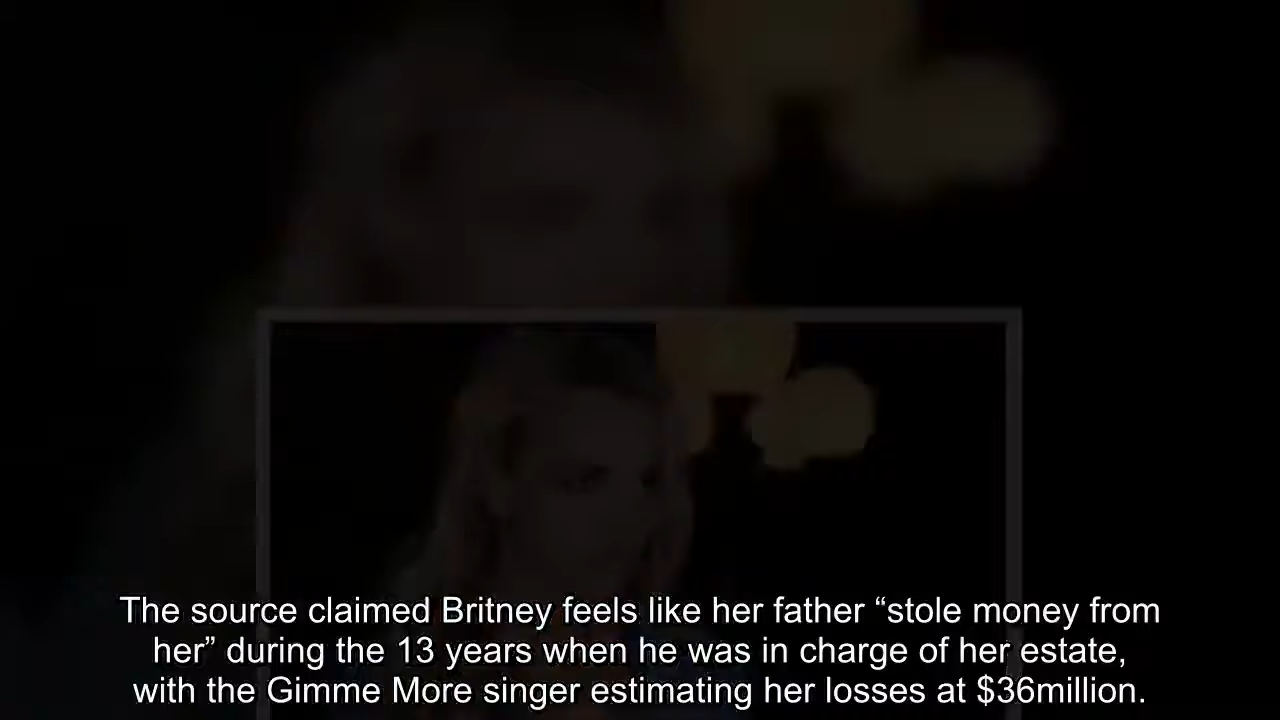 The source claimed Britney feels like her father “stole money from
her” during the 13 years when he was in charge of her estate,
with the Gimme More singer estimating her losses at $36million.